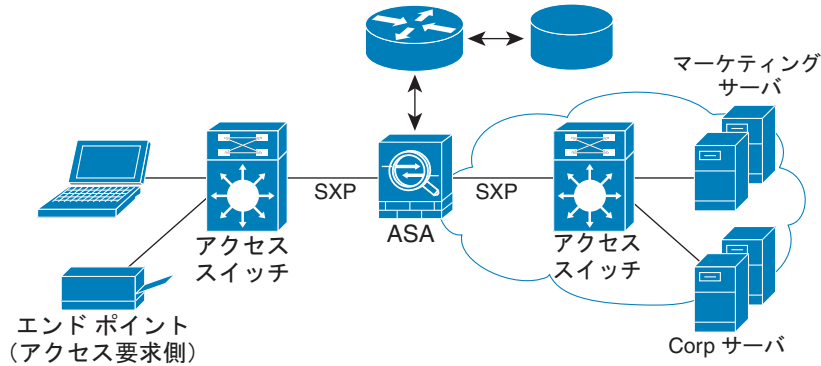 マーケティング
サーバ
SXP
SXP
ASA
アクセス
スイッチ
アクセス
スイッチ
エンド ポイント
（アクセス要求側）
Corp サーバ